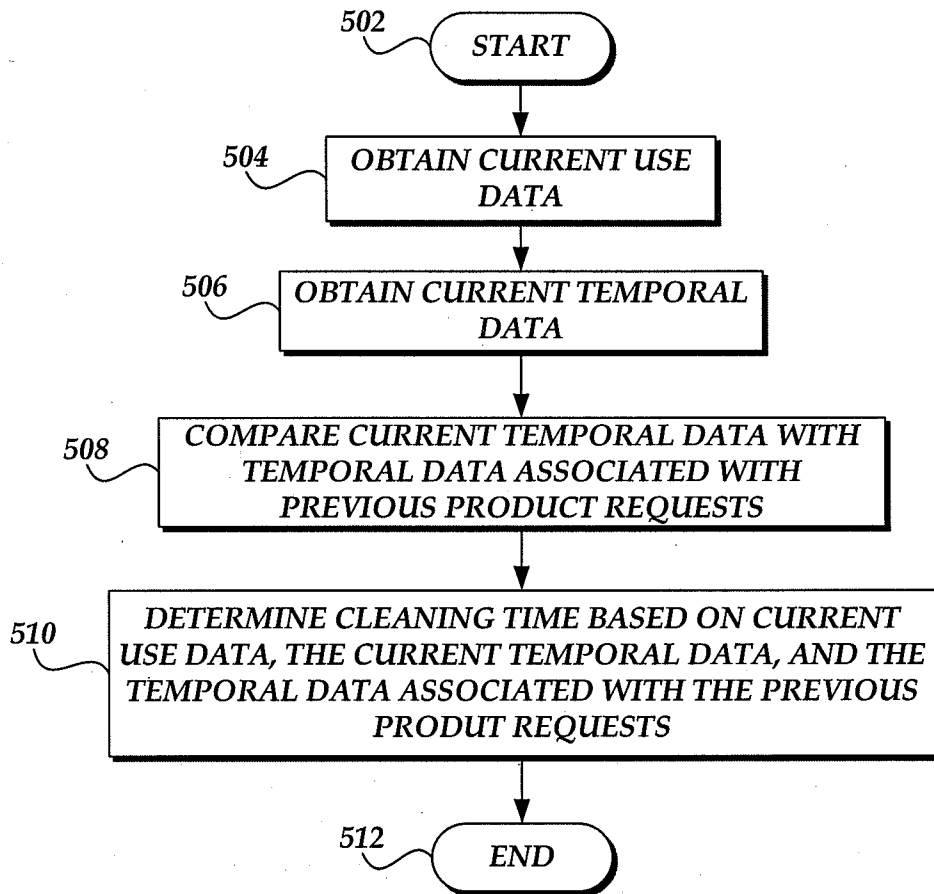 502
START
504
OBTAIN CURRENT USE
DATA
506
OBTAIN CURRENT TEMPORAL
DATA
508
COMPARE CURRENT TEMPORAL DATA WITH
TEMPORAL DATA ASSOCIATED WITH
PREVIOUS PRODUCT REQUESTS
510
DETERMINE CLEANING TIME BASED ON CURRENT
USE DATA, THE CURRENT TEMPORAL DATA, AND THE
TEMPORAL DATA ASSOCIATED WITH THE PREVIOUS
PRODUT REQUESTS
512
END